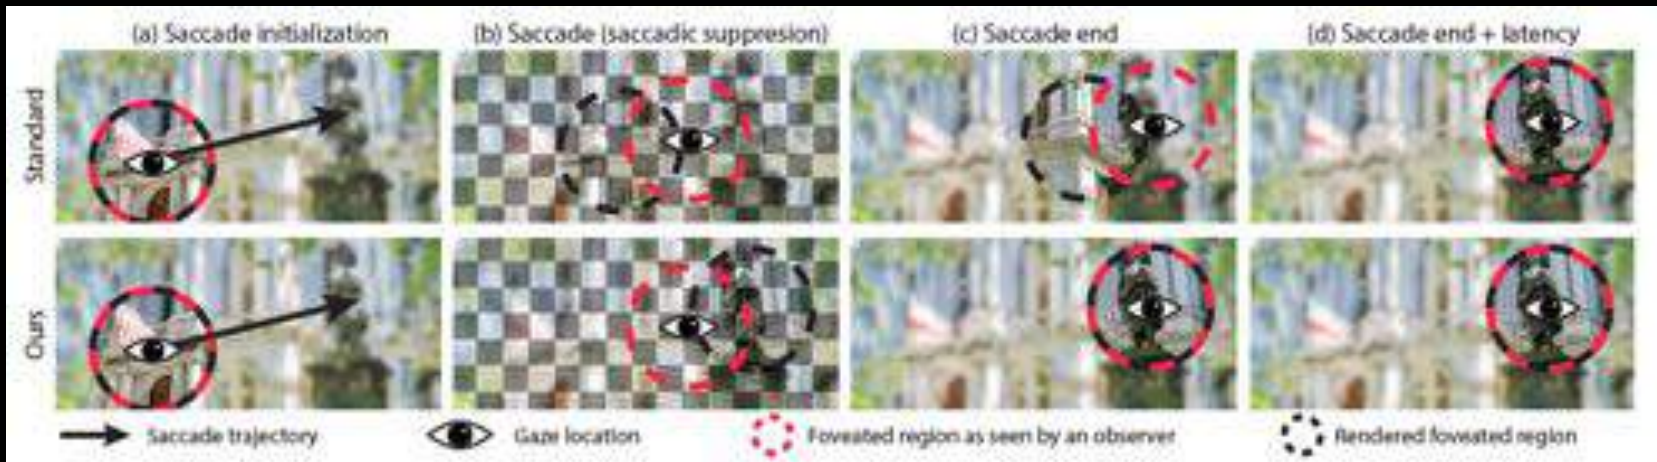 (a) Saccade initialization
(b) Saccade (saccadic suppresion)
(c) Saccade end
(d) Saccade end + latency
Standard
Ours
Saccade trajectory
Gaze location
Foveated region as seen by an observer
Rendered foveated region